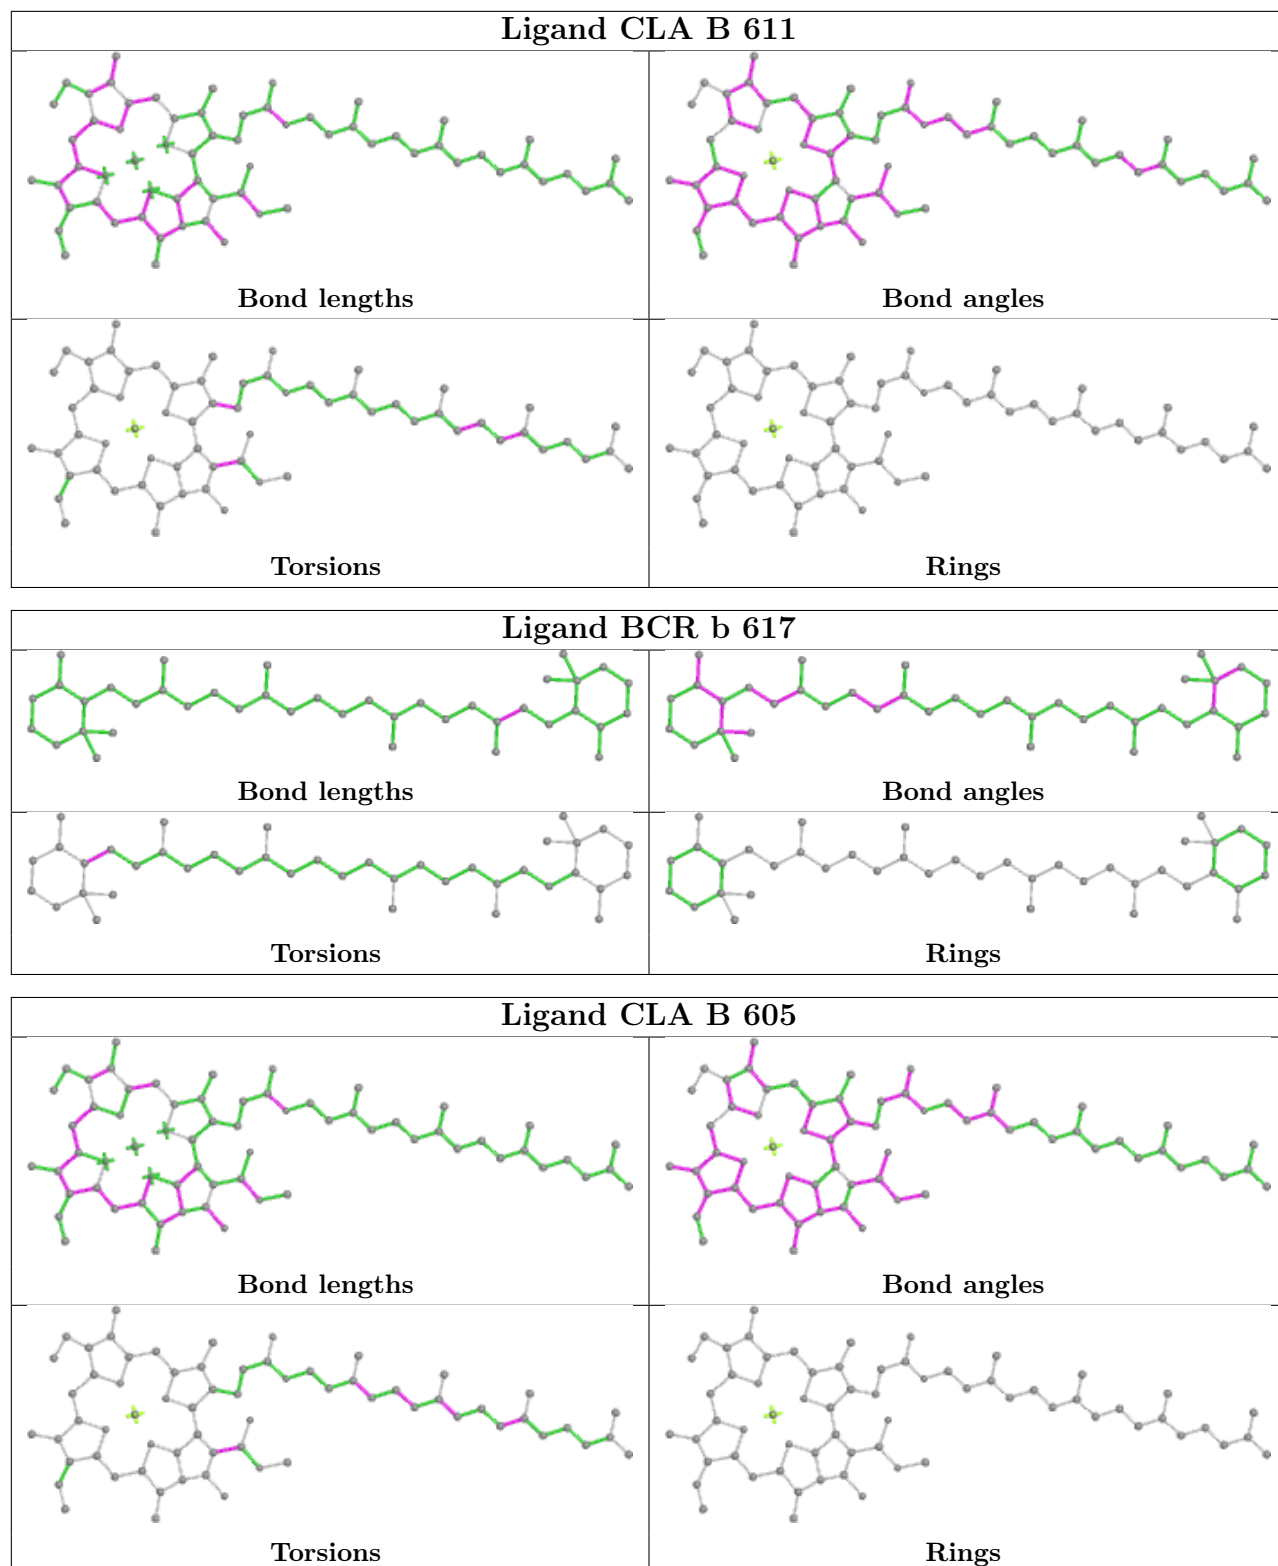 Ligand CLA B 611
Bond lengths
Bond angles
Torsions
Rings
Ligand BCR b 617
Bond lengths
Bond angles
Torsions
Rings
Ligand CLA B 605
Bond lengths
Bond angles
Torsions
Rings